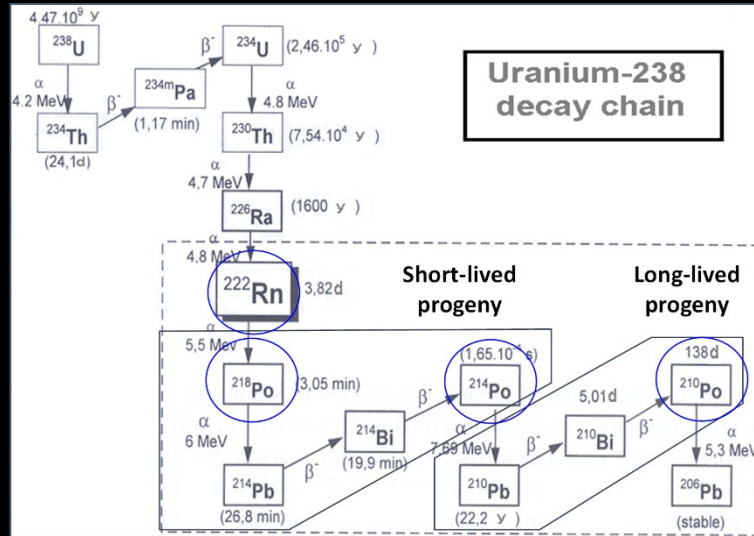 4.47.10⁹ y
²³⁸U
β⁻
²³⁴U
(2,46.10⁵ y)
Uranium-238
decay chain
α
4.2 MeV
β⁻
²³⁴ᵐPa
(1,17 min)
α
4.8 MeV
²³⁴Th
(24,1d)
²³⁰Th
(7,54.10⁴ y)
α
4,7 MeV
²²⁶Ra
(1600 y)
α
4,8 MeV
²²²Rn
3,82d
Short-lived
progeny
Long-lived
progeny
α
5,5 MeV
²¹⁸Po
(3,05 min)
²¹⁴Po
138d
²¹⁰Po
α
6 MeV
β⁻
²¹⁴Bi
(19,9 min)
β⁻
α
7,69 MeV
5,01d
β⁻
²¹⁰Bi
β⁻
α
5,3 MeV
²¹⁴Pb
(26,8 min)
²¹⁰Pb
(22,2 y)
²⁰⁶Pb
(stable)